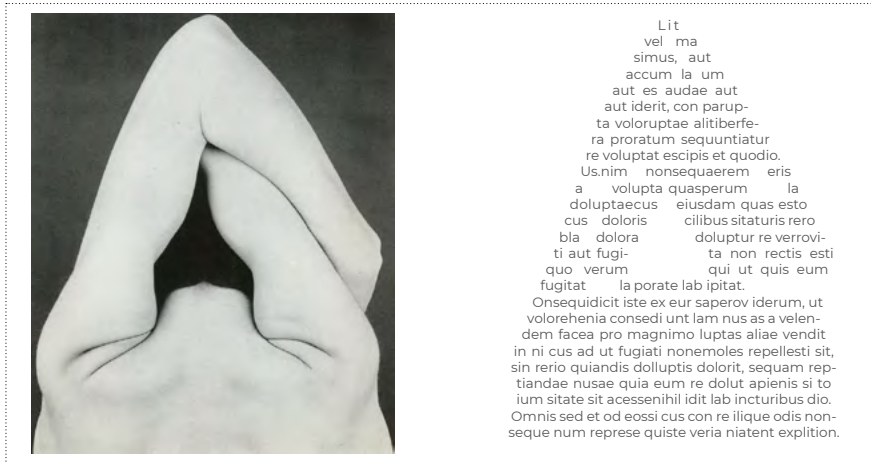 Lit
vel ma
simus, aut
accum la um
aut es audae aut
aut iderit, con parup-
ta voloruptae alitiberfe-
ra proratum sequuntiatur
re voluptat escipis et quodio.
Us.nim nonsequaerem eris
a volupta quasperum la
doluptaecus eiusdam quas esto
cus doloris cilibus sitaturis rero
bla dolora doluptur re verrovi-
ti aut fugi- ta non rectis esti
quo verum qui ut quis eum
fugitat la porate lab ipitat.
Onsequidicit iste ex eur saperov iderum, ut
volorehenia consedi unt lam nus as a velen-
dem facea pro magnimo luptas aliae vendit
in ni cus ad ut fugiati nonemoles repellesti sit,
sin rerio quiandis dolluptis dolorit, sequam rep-
tiandae nusae quia eum re dolut apienis si to
ium sitate sit acessenihil idit lab incturibus dio.
Omnis sed et od eossi cus con re ilique odis non-
seque num represe quiste veria niatent explition.